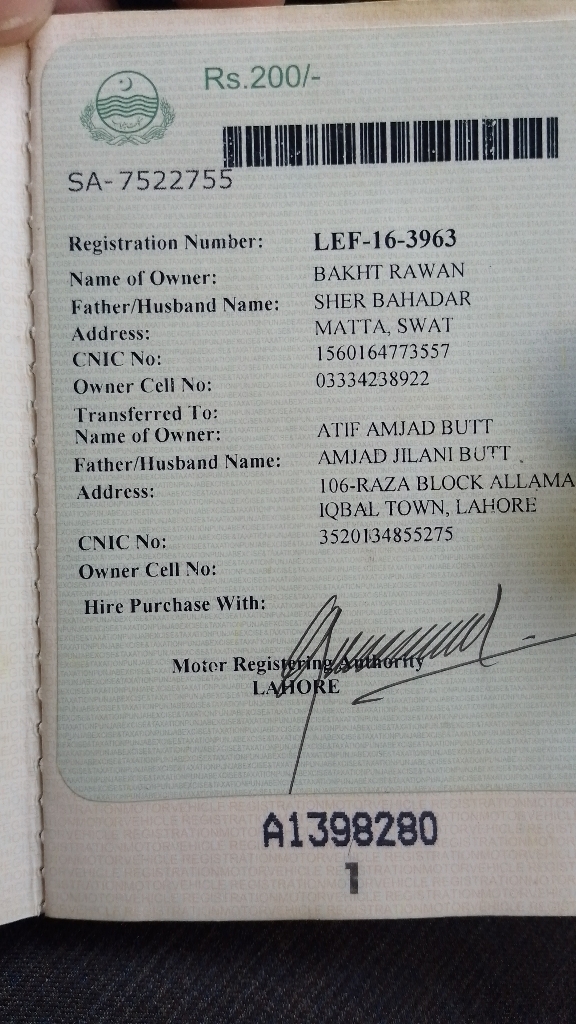 Rs.200/-
SA-7522755
Registration Number: LEF-16-3963
Name of Owner: BAKHT RAWAN
Father/Husband Name: SHER BAHADAR
Address: MATTA, SWAT
CNIC No: 1560164773557
Owner Cell No: 03334238922
Transferred To:
Name of Owner: ATIF AMJAD BUTT
Father/Husband Name: AMJAD JILANI BUTT
Address: 106-RAZA BLOCK ALLAMA
IQBAL TOWN, LAHORE
CNIC No: 3520134855275
Owner Cell No:
Hire Purchase With:
Motor Registering Authority
LAHORE
A1398280
1